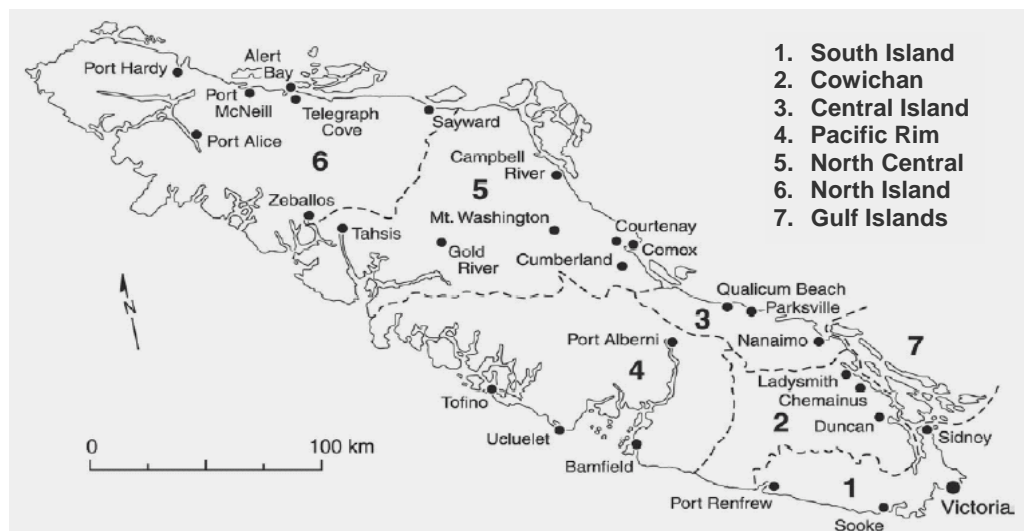 1. South Island
2. Cowichan
3. Central Island
4. Pacific Rim
5. North Central
6. North Island
7. Gulf Islands
Port Hardy
Alert
Bay
Port
McNeill
Telegraph
Cove
Port Alice
Sayward
6
Campbell
River
5
Zeballos
Tahsis
Mt. Washington
Gold
River
Courtenay
Comox
Cumberland
Qualicum Beach
Parksville
3
Nanaimo
7
N
Port Alberni
4
Ladysmith
Chemainus
2
Duncan
Sidney
Tofino
Ucluelet
Bamfield
0
100 km
Port Renfrew
1
Sooke
Victoria